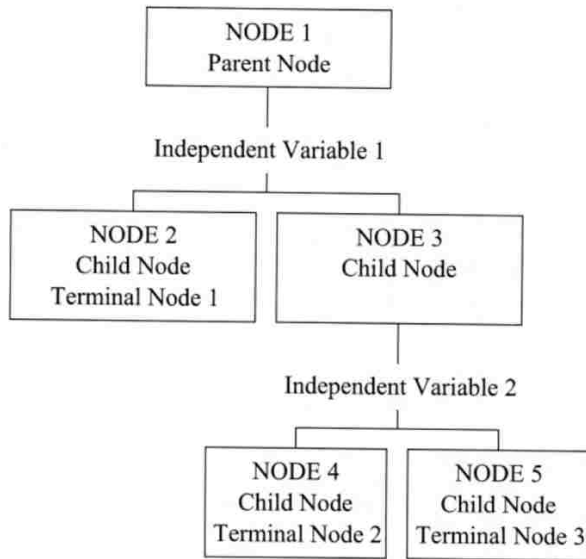 NODE 1
Parent Node
Independent Variable 1
NODE 2
Child Node
Terminal Node 1
NODE 3
Child Node
Independent Variable 2
NODE 4
Child Node
Terminal Node 2
NODE 5
Child Node
Terminal Node 3